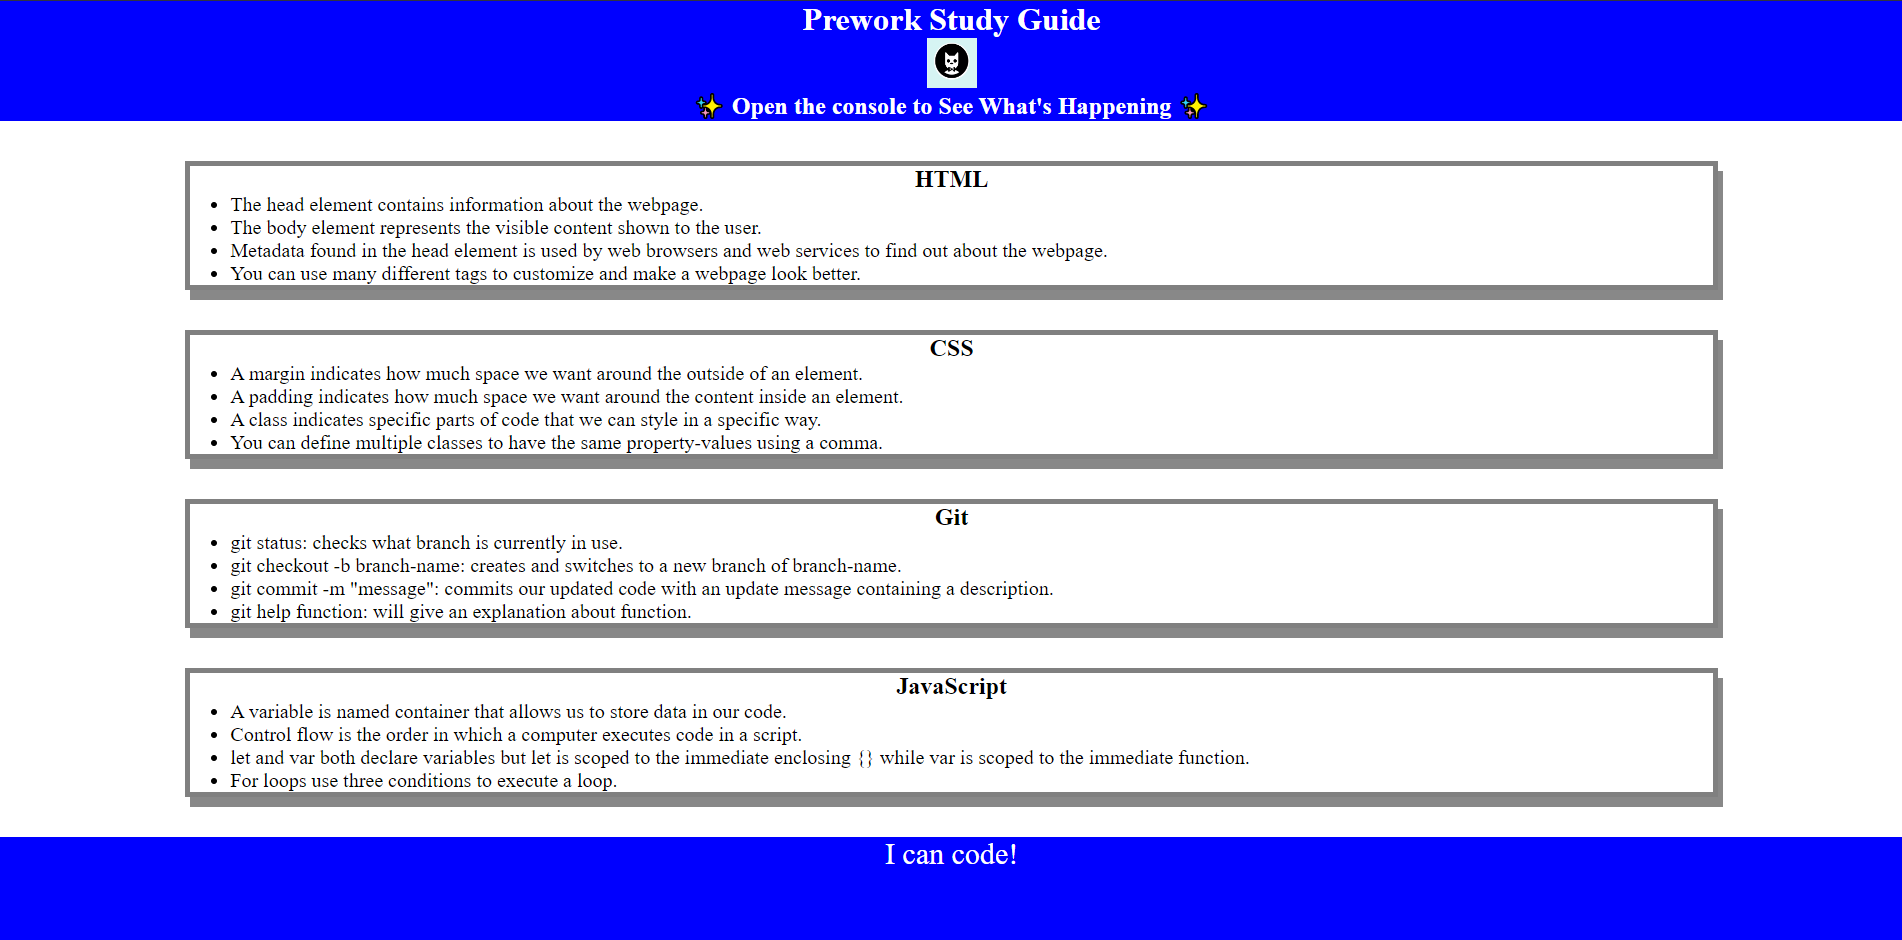 Prework Study Guide
✨ Open the console to See What's Happening ✨
HTML
• The head element contains information about the webpage.
• The body element represents the visible content shown to the user.
• Metadata found in the head element is used by web browsers and web services to find out about the webpage.
• You can use many different tags to customize and make a webpage look better.
CSS
• A margin indicates how much space we want around the outside of an element.
• A padding indicates how much space we want around the content inside an element.
• A class indicates specific parts of code that we can style in a specific way.
• You can define multiple classes to have the same property-values using a comma.
Git
• git status: checks what branch is currently in use.
• git checkout -b branch-name: creates and switches to a new branch of branch-name.
• git commit -m "message": commits our updated code with an update message containing a description.
• git help function: will give an explanation about function.
JavaScript
• A variable is named container that allows us to store data in our code.
• Control flow is the order in which a computer executes code in a script.
• let and var both declare variables but let is scoped to the immediate enclosing {} while var is scoped to the immediate function.
• For loops use three conditions to execute a loop.
I can code!